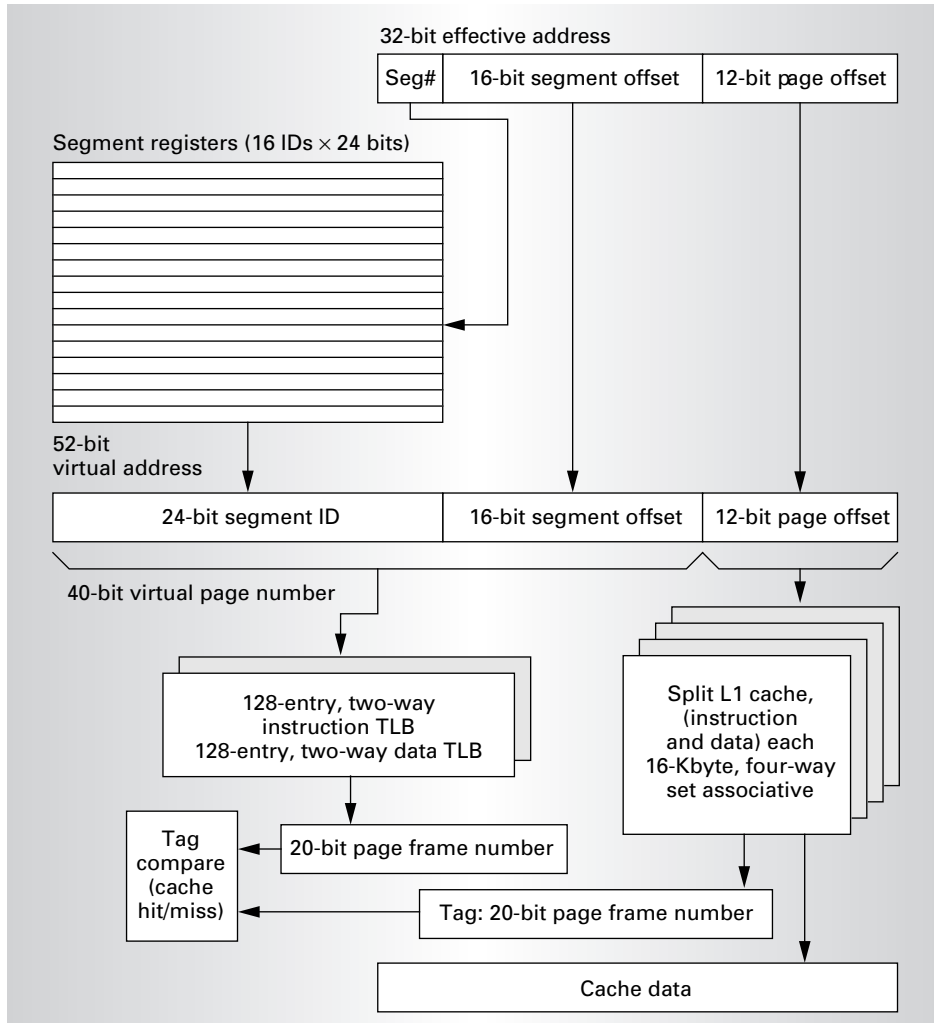 32-bit effective address
Seg#
16-bit segment offset
12-bit page offset
Segment registers (16 IDs × 24 bits)
52-bit
virtual address
24-bit segment ID
16-bit segment offset
12-bit page offset
40-bit virtual page number
128-entry, two-way
instruction TLB
128-entry, two-way data TLB
Split L1 cache,
(instruction
and data) each
16-Kbyte, four-way
set associative
Tag
compare
(cache
hit/miss)
20-bit page frame number
Tag: 20-bit page frame number
Cache data